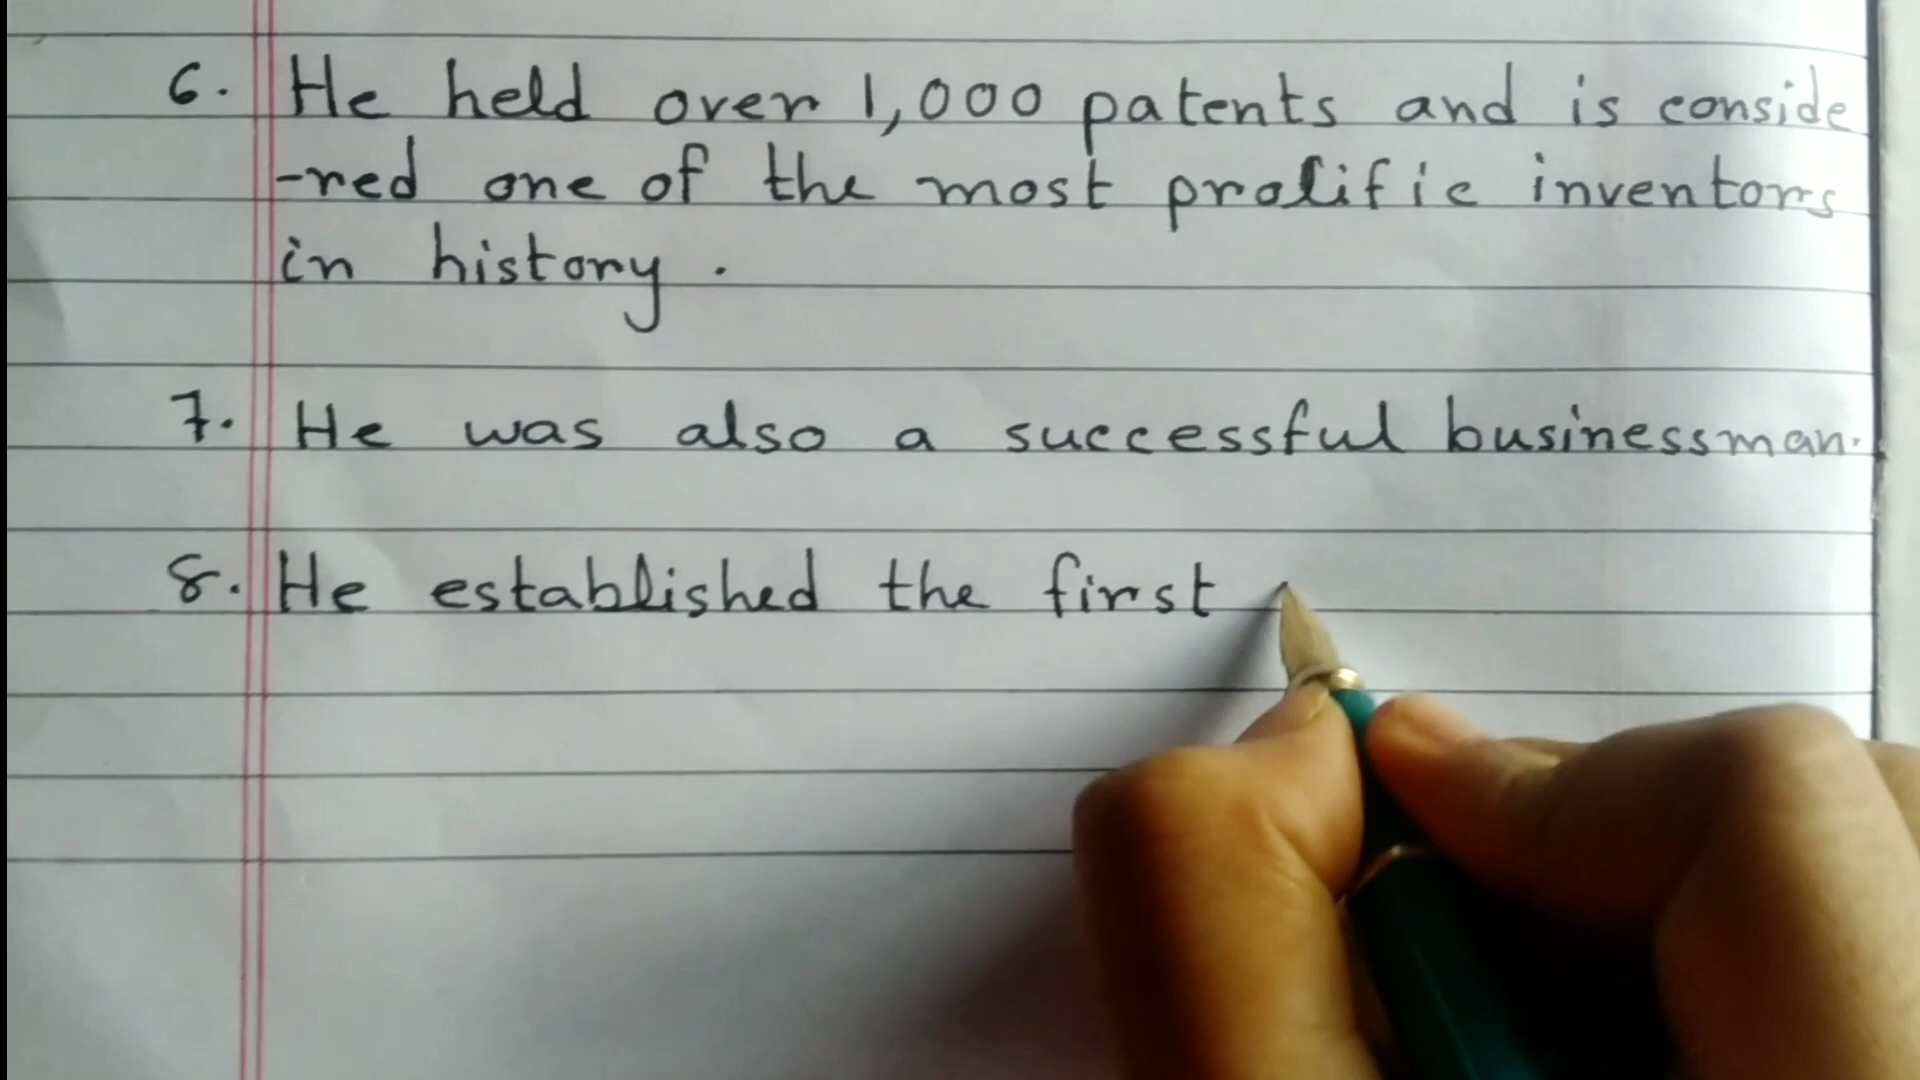 6. He held over 1,000 patents and is conside
-red one of the most prolific inventors
in history.
7. He was also a successful businessman.
8. He established the first